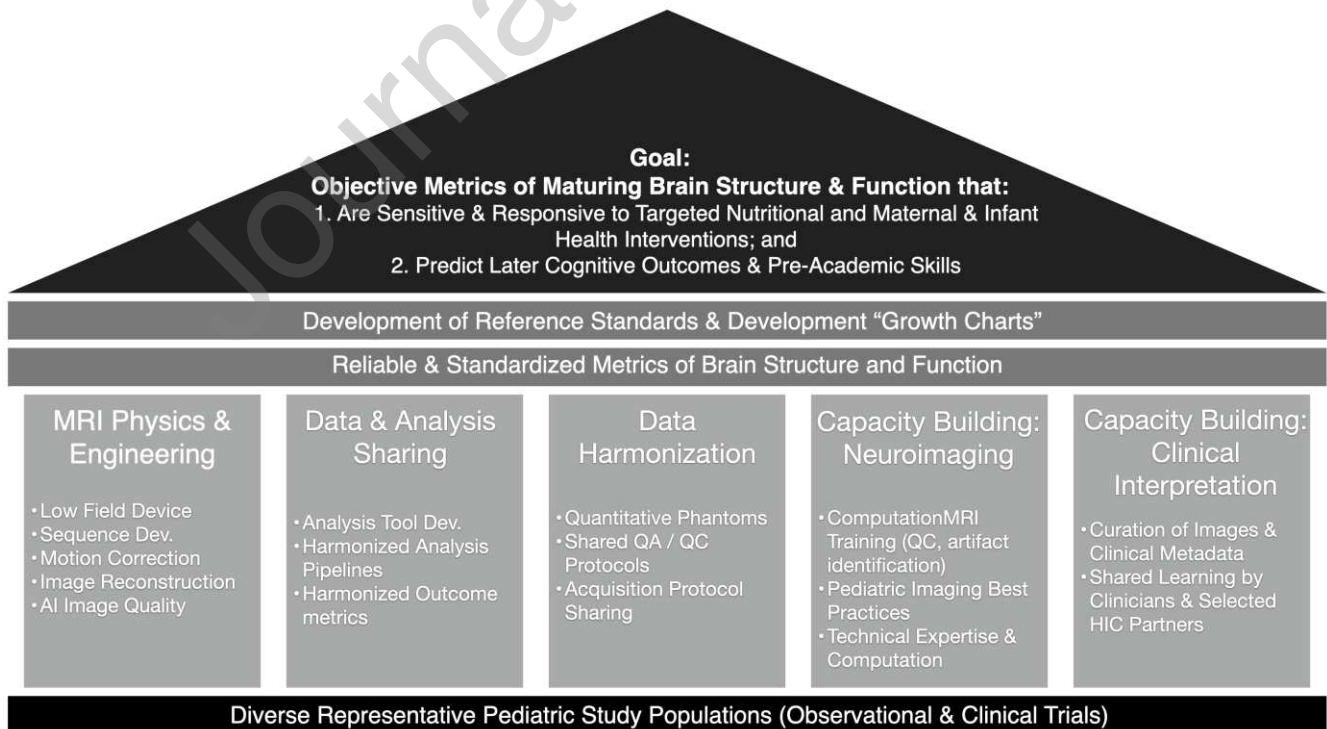 Journa
Goal:
Objective Metrics of Maturing Brain Structure & Function that:
1. Are Sensitive & Responsive to Targeted Nutritional and Maternal & Infant
Health Interventions; and
2. Predict Later Cognitive Outcomes & Pre-Academic Skills
Development of Reference Standards & Development “Growth Charts”
Reliable & Standardized Metrics of Brain Structure and Function
MRI Physics &
Engineering
• Low Field Device
• Sequence Dev.
• Motion Correction
• Image Reconstruction
• AI Image Quality
Data & Analysis
Sharing
• Analysis Tool Dev.
• Harmonized Analysis
Pipelines
• Harmonized Outcome
metrics
Data
Harmonization
• Quantitative Phantoms
• Shared QA / QC
Protocols
• Acquisition Protocol
Sharing
Capacity Building:
Neuroimaging
• ComputationMRI
Training (QC, artifact
identification)
• Pediatric Imaging Best
Practices
• Technical Expertise &
Computation
Capacity Building:
Clinical
Interpretation
• Curation of Images &
Clinical Metadata
• Shared Learning by
Clinicians & Selected
HIC Partners
Diverse Representative Pediatric Study Populations (Observational & Clinical Trials)